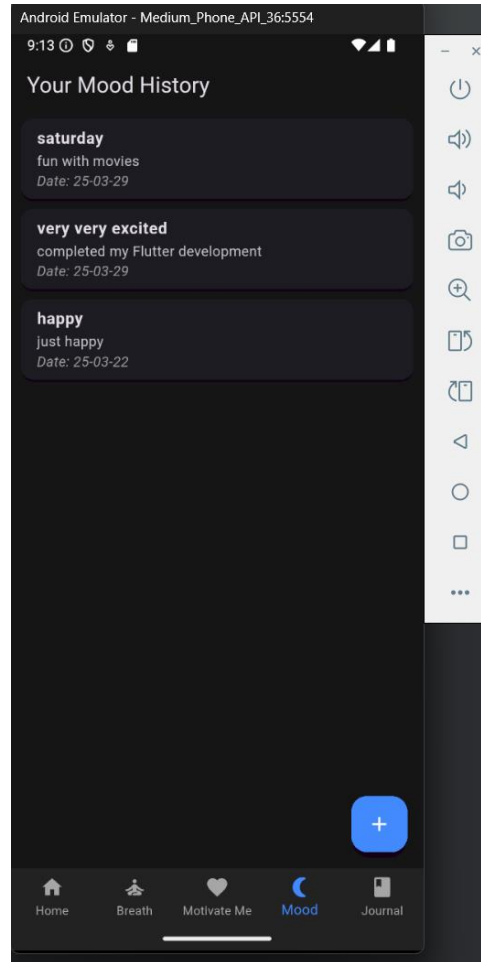 Android Emulator - Medium_Phone_API_36:5554
9:13
Your Mood History
saturday
fun with movies
Date: 25-03-29
very very excited
completed my Flutter development
Date: 25-03-29
happy
just happy
Date: 25-03-22
+
Home Breath Motivate Me Mood Journal